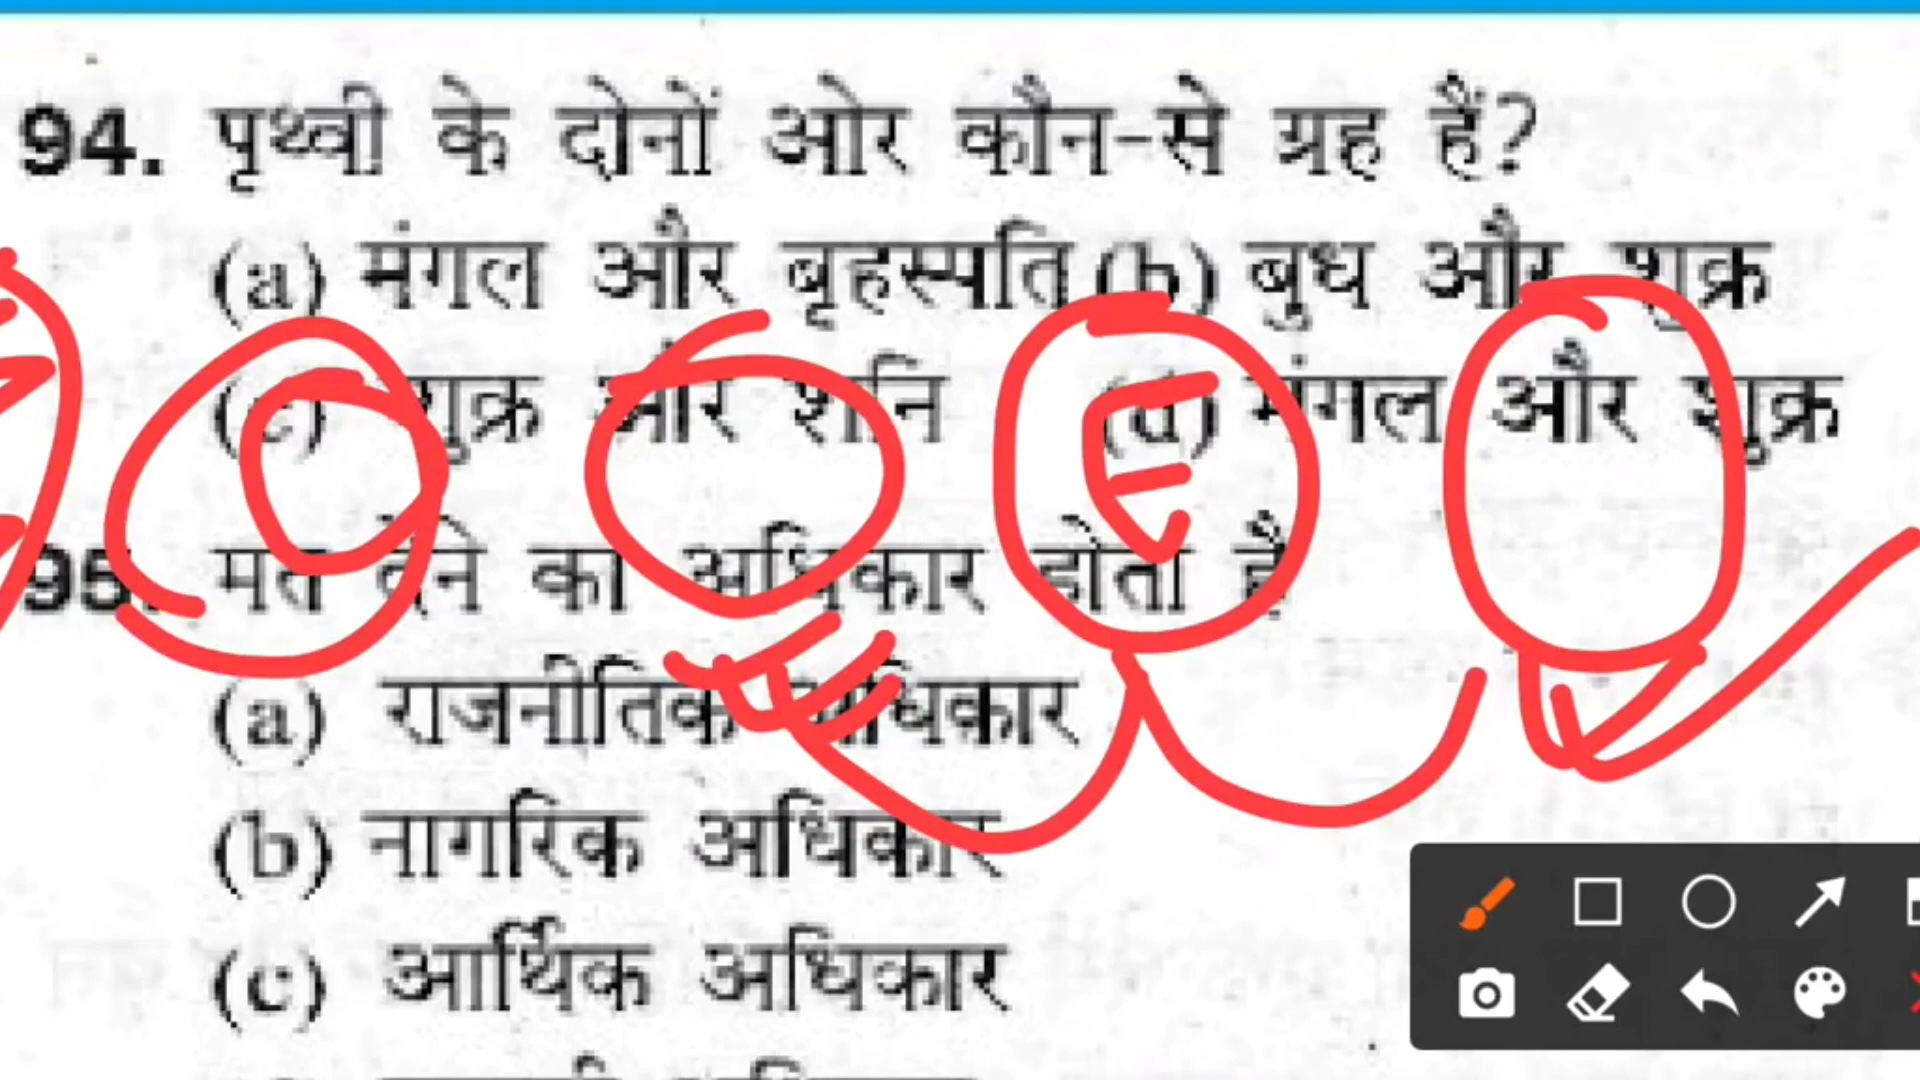 94. पृथ्वी के दोनों ओर कौन-से ग्रह हैं?
(a) मंगल और बृहस्पति (b) बुध और शुक्र
(c) शुक्र और शनि (d) मंगल और शुक्र
E
95. मत देने का अधिकार होता है
(a) राजनीतिक अधिकार
(b) नागरिक अधिकार
(c) आर्थिक अधिकार